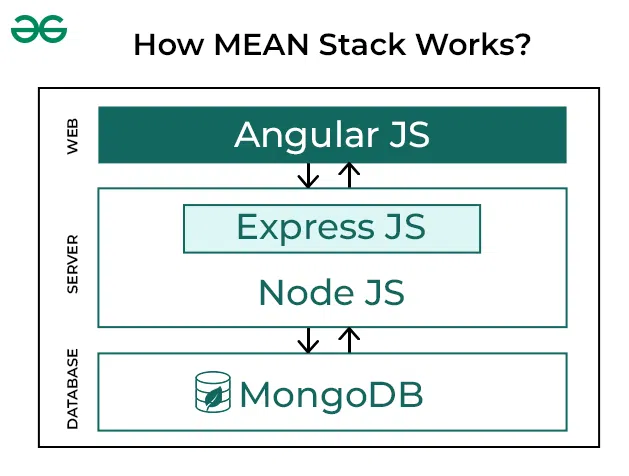 How MEAN Stack Works?
WEB
Angular JS
SERVER
Express JS
Node JS
DATABASE
MongoDB